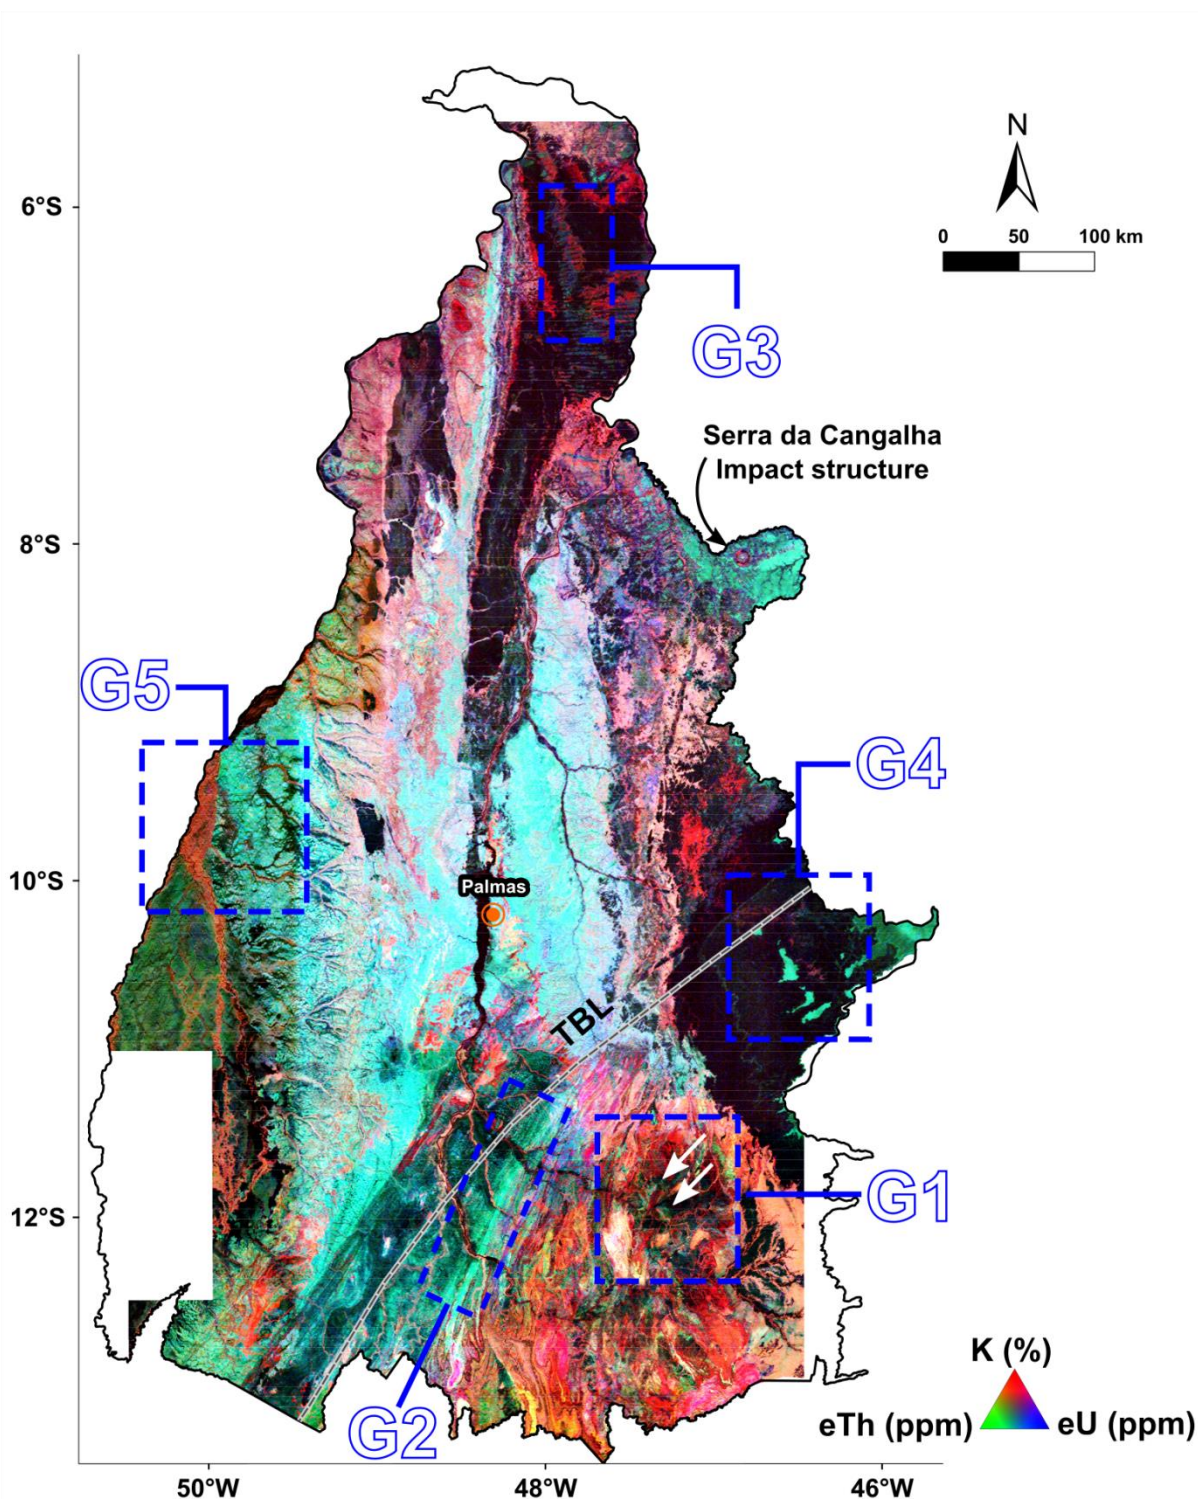 N
6°S
0 50 100 km
G3
Serra da Cangalha
Impact structure
8°S
G5
G4
10°S
Palmas
TBL
G1
12°S
K (%)
eTh (ppm)
eU (ppm)
G2
50°W
48°W
46°W